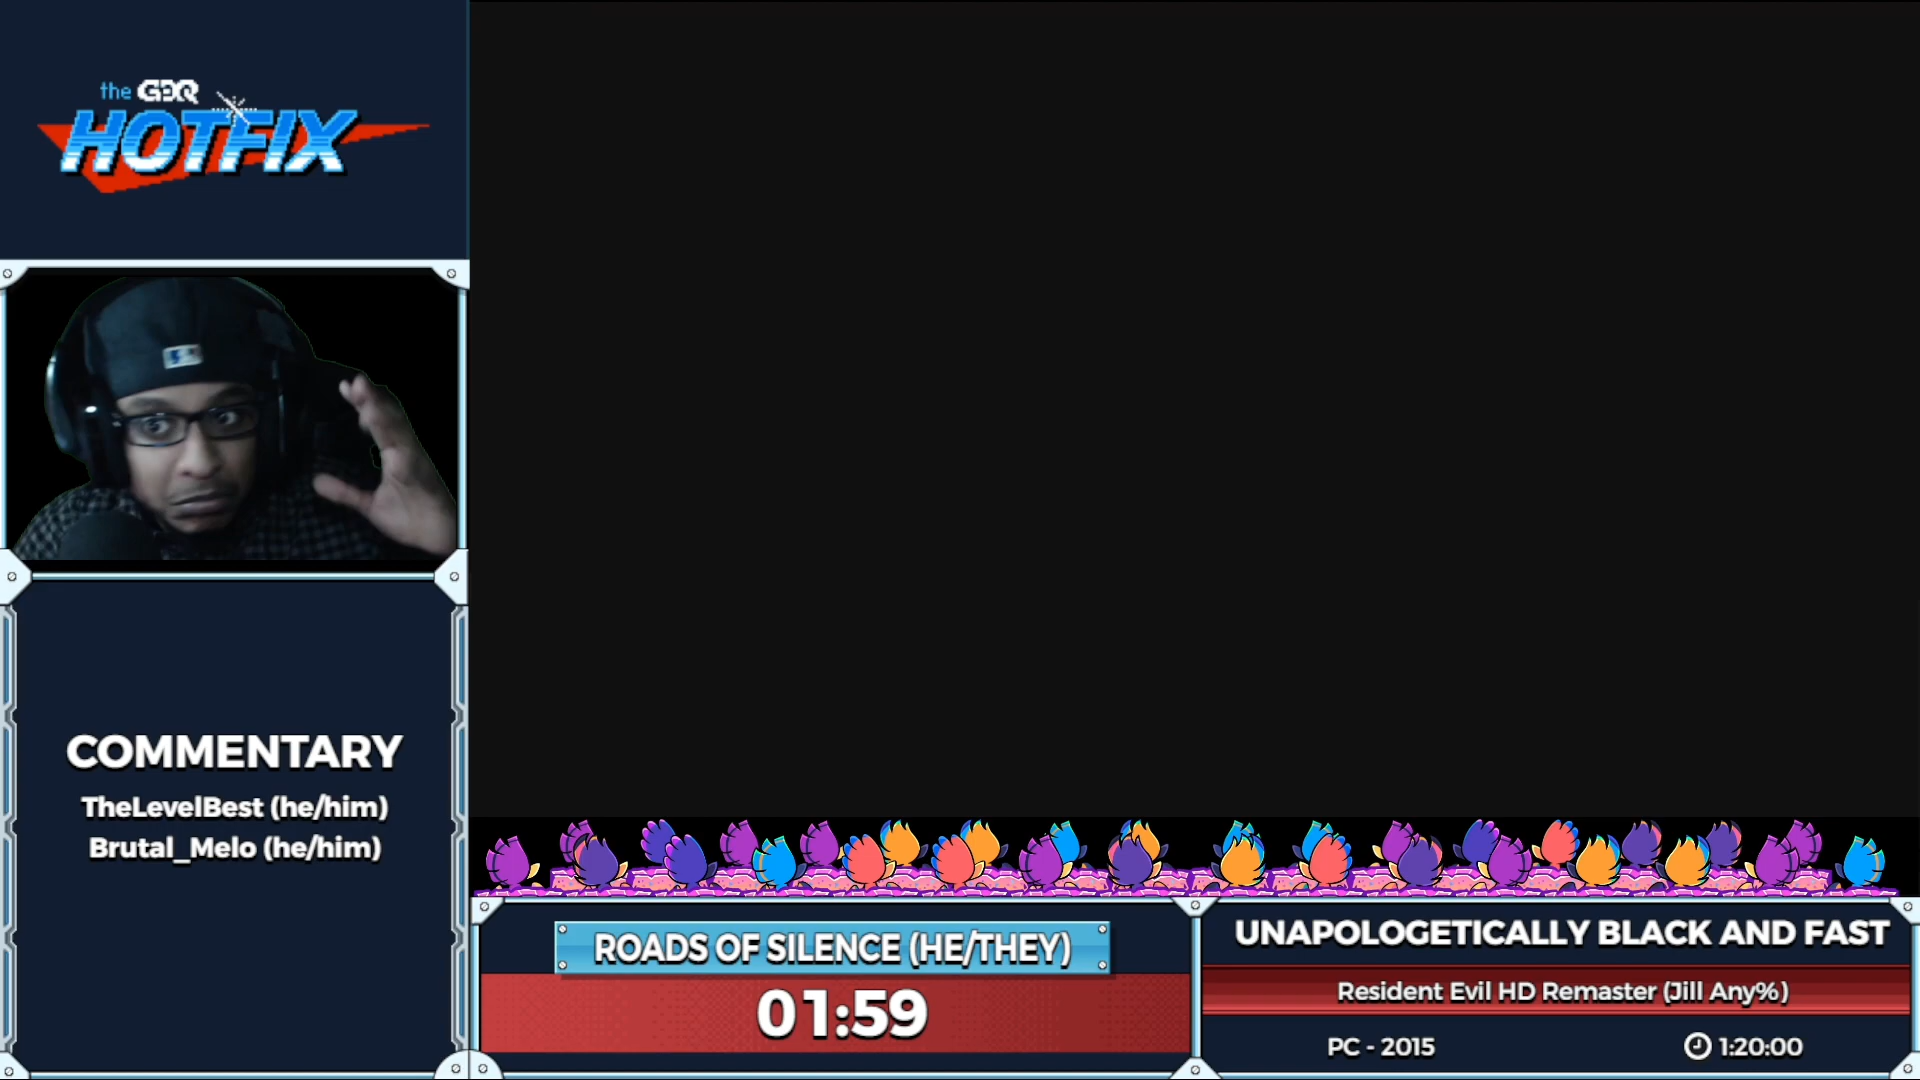 the GDQ
HOTFIX
COMMENTARY
TheLevelBest (he/him)
Brutal_Melo (he/him)
ROADS OF SILENCE (HE/THEY)
01:59
UNAPOLOGETICALLY BLACK AND FAST
Resident Evil HD Remaster (Jill Any%)
PC - 2015
1:20:00